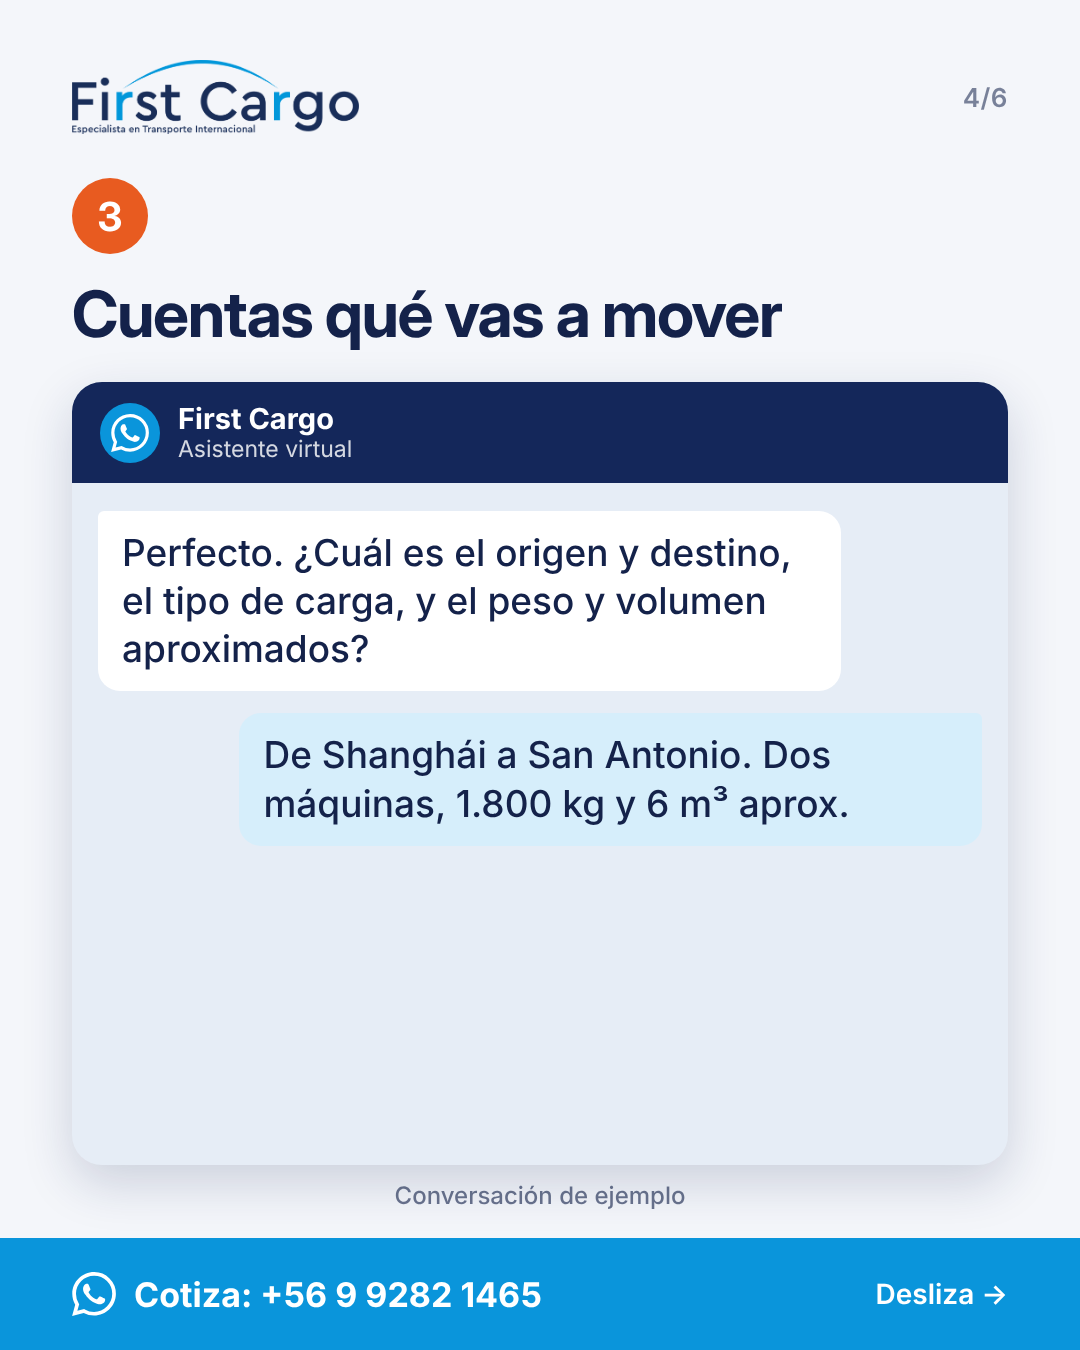 First Cargo
Especialista en Transporte Internacional
4/6
3
Cuentas qué vas a mover
First Cargo
Asistente virtual
Perfecto. ¿Cuál es el origen y destino,
el tipo de carga, y el peso y volumen
aproximados?
De Shanghái a San Antonio. Dos
máquinas, 1.800 kg y 6 m³ aprox.
Conversación de ejemplo
Cotiza: +56 9 9282 1465
Desliza →